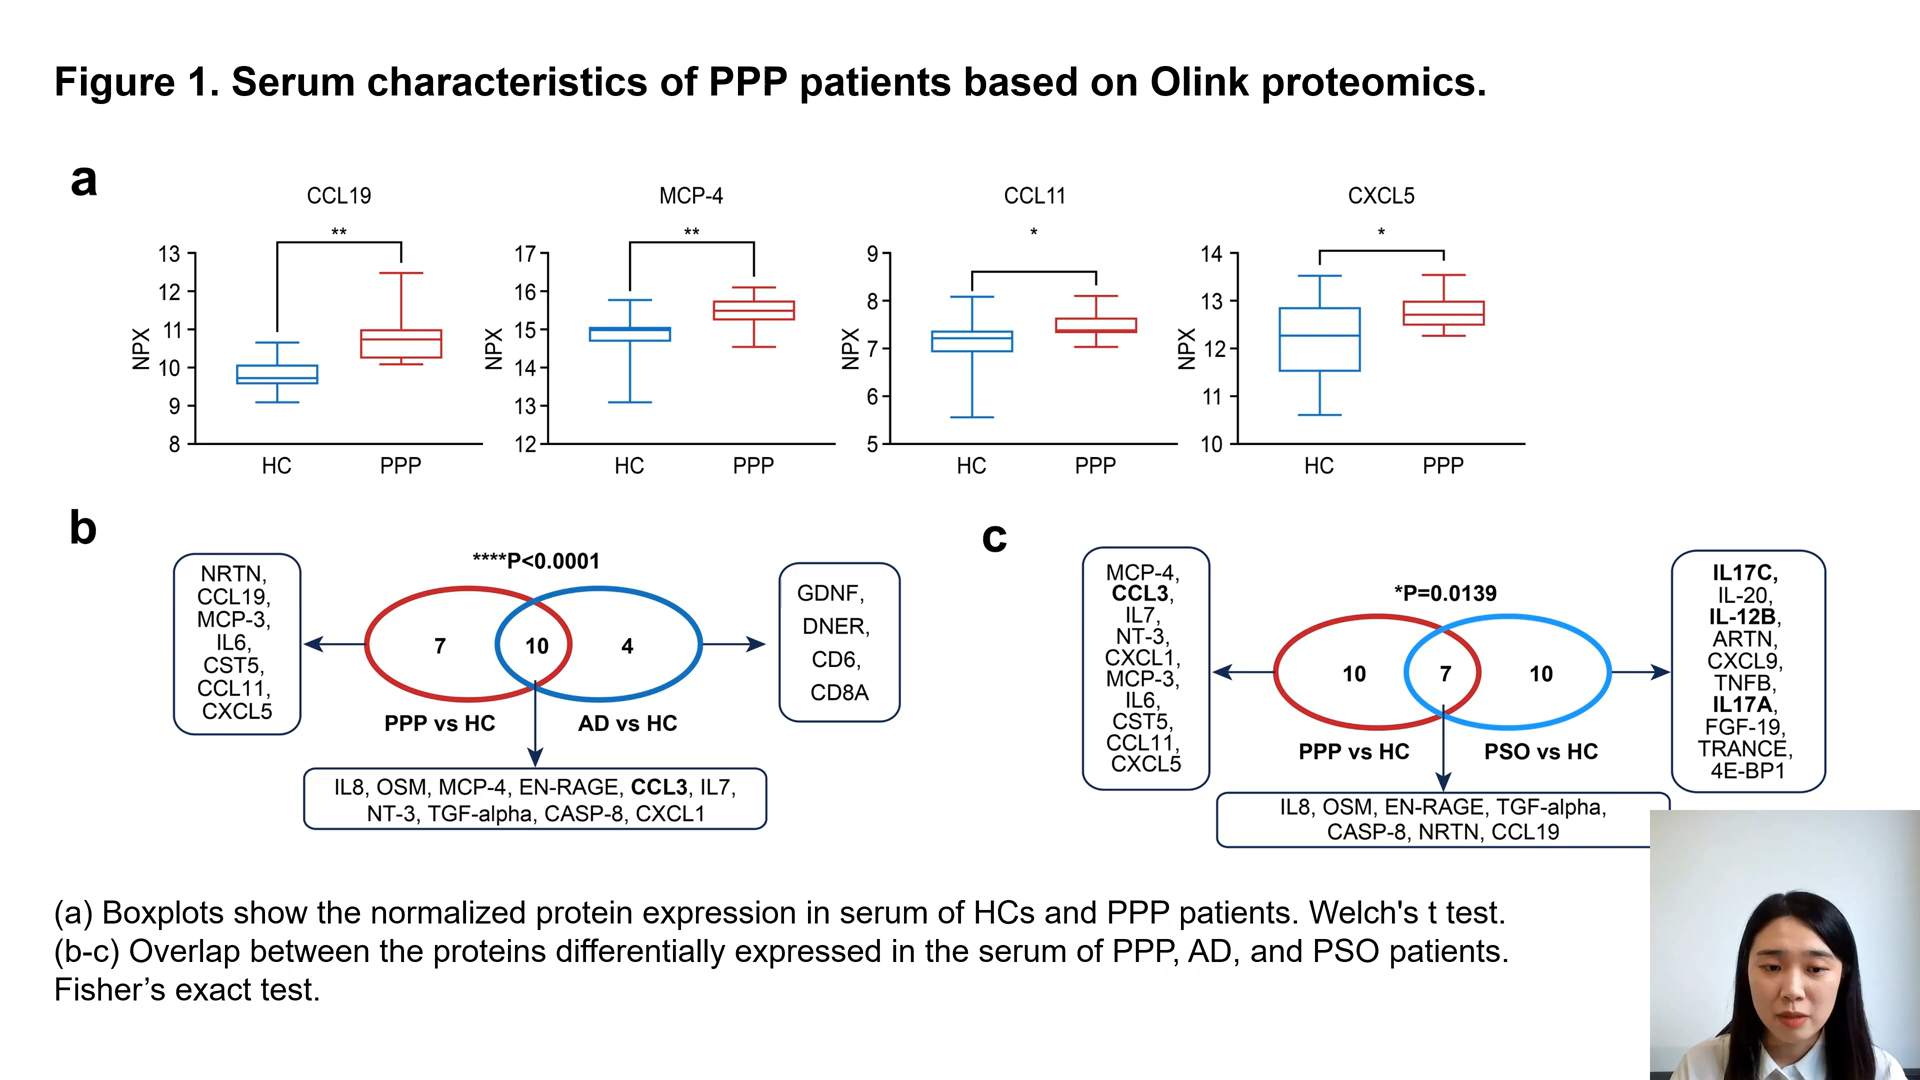 Figure 1. Serum characteristics of PPP patients based on Olink proteomics.
a
CCL19
**
NPX
13
12
11
10
9
8
HC PPP
MCP-4
**
NPX
17
16
15
14
13
12
HC PPP
CCL11
*
NPX
9
8
7
6
5
HC PPP
CXCL5
*
NPX
14
13
12
11
10
HC PPP
b
****P<0.0001
NRTN,
CCL19,
MCP-3,
IL6,
CST5,
CCL11,
CXCL5
7 10 4
PPP vs HC AD vs HC
GDNF,
DNER,
CD6,
CD8A
IL8, OSM, MCP-4, EN-RAGE, CCL3, IL7,
NT-3, TGF-alpha, CASP-8, CXCL1
c
*P=0.0139
MCP-4,
CCL3,
IL7,
NT-3,
CXCL1,
MCP-3,
IL6,
CST5,
CCL11,
CXCL5
10 7 10
PPP vs HC PSO vs HC
IL17C,
IL-20,
IL-12B,
ARTN,
CXCL9,
TNFB,
IL17A,
FGF-19,
TRANCE,
4E-BP1
IL8, OSM, EN-RAGE, TGF-alpha,
CASP-8, NRTN, CCL19
(a) Boxplots show the normalized protein expression in serum of HCs and PPP patients. Welch's t test.
(b-c) Overlap between the proteins differentially expressed in the serum of PPP, AD, and PSO patients.
Fisher’s exact test.